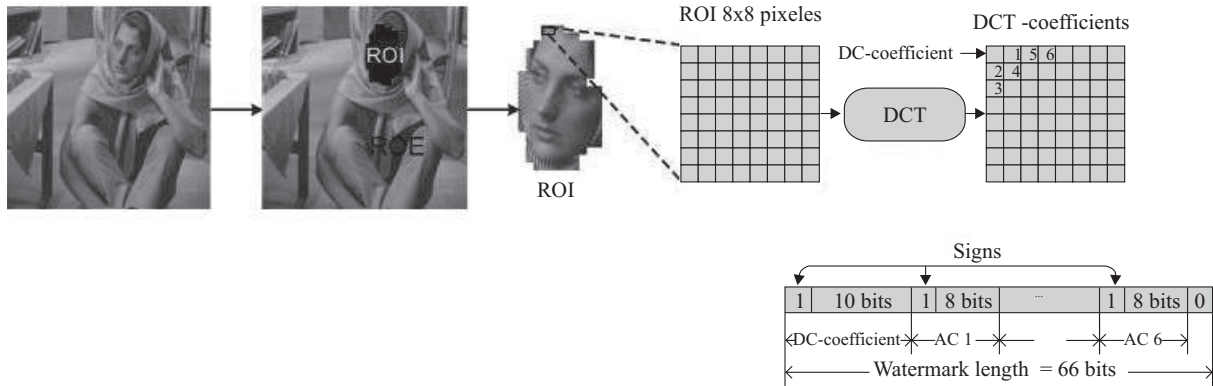 ROI 8x8 pixeles
DCT -coefficients
DC-coefficient
1 5 6
2 4
3
ROI
ROE
DCT
ROI
Signs
1 10 bits 1 8 bits ... 1 8 bits 0
DC-coefficient AC 1 AC 6
Watermark length = 66 bits